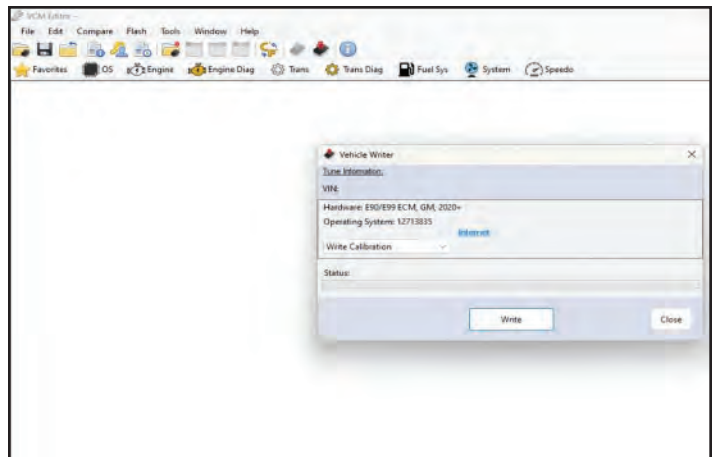 VCM Editor -
File Edit Compare Flash Tools Window Help
Favorites OS Engine Engine Diag Trans Trans Diag Fuel Sys System Speedo
Vehicle Writer
Tune Information:
VIN:
Hardware: E90/E99 ECM, GM, 2020+
Operating System: 12713835
Internet
Write Calibration
Status:
Write Close